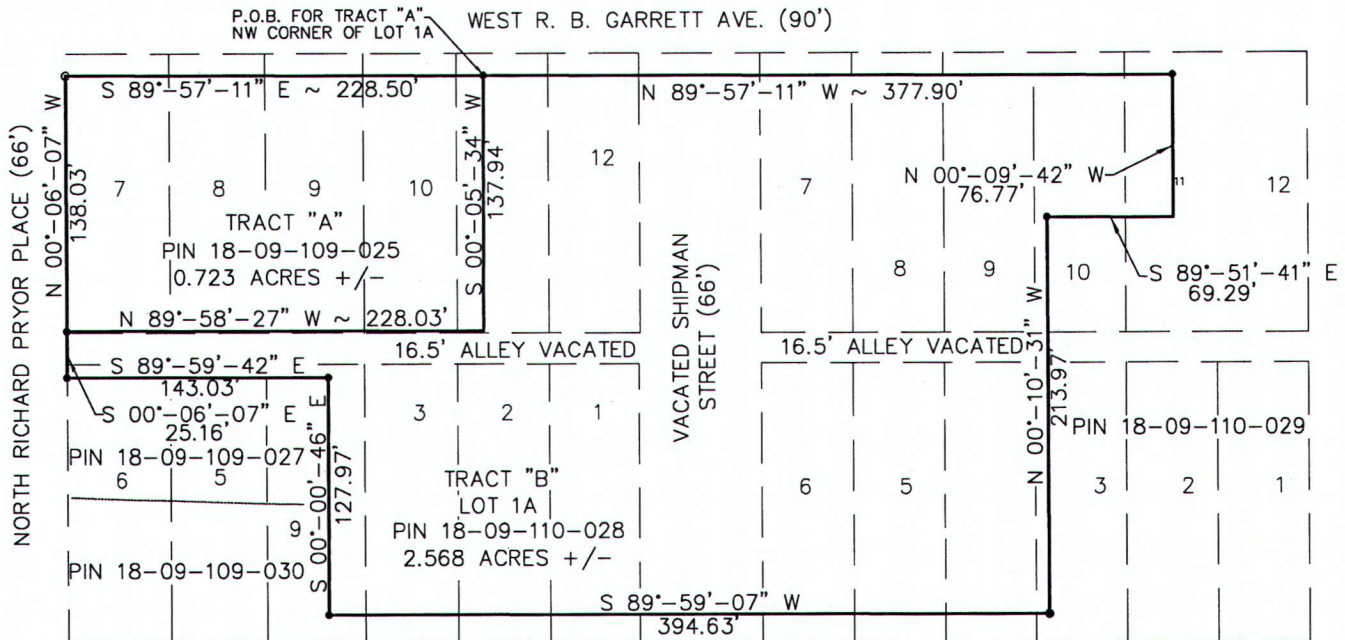 P.O.B. FOR TRACT "A"
NW CORNER OF LOT 1A
WEST R. B. GARRETT AVE. (90')
S 89°-57'-11" E ~ 228.50'
N 89°-57'-11" W ~ 377.90'
NORTH RICHARD PRYOR PLACE (66')
N 00°-06'-07" W
138.03'
7
8
9
10
S 00°-05'-34" W
137.94'
12
TRACT "A"
PIN 18-09-109-025
0.723 ACRES +/-
N 89°-58'-27" W ~ 228.03'
7
8
9
10
11
12
N 00°-09'-42" W
76.77'
S 89°-51'-41" E
69.29'
VACATED SHIPMAN
STREET (66')
16.5' ALLEY VACATED
16.5' ALLEY VACATED
S 89°-59'-42" E
143.03'
S 00°-06'-07" E
25.16'
PIN 18-09-109-027
6
5
9
PIN 18-09-109-030
S 00°-00'-46" E
127.97'
3
2
1
TRACT "B"
LOT 1A
PIN 18-09-110-028
2.568 ACRES +/-
6
5
N 00°-10'-31" W
213.97'
PIN 18-09-110-029
3
2
1
S 89°-59'-07" W
394.63'